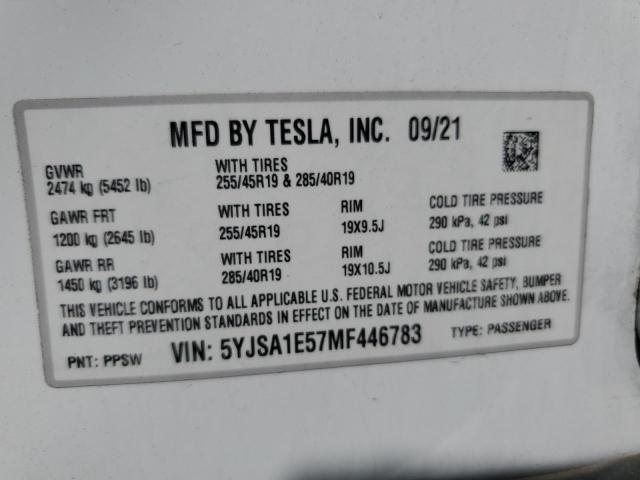 MFD BY TESLA, INC. 09/21
GVWR WITH TIRES
2474 kg (5452 lb) 255/45R19 & 285/40R19
GAWR FRT WITH TIRES RIM COLD TIRE PRESSURE
1200 kg (2645 lb) 255/45R19 19X9.5J 290 kPa, 42 psi
GAWR RR WITH TIRES RIM COLD TIRE PRESSURE
1450 kg (3196 lb) 285/40R19 19X10.5J 290 kPa, 42 psi
THIS VEHICLE CONFORMS TO ALL APPLICABLE U.S. FEDERAL MOTOR VEHICLE SAFETY, BUMPER
AND THEFT PREVENTION STANDARDS IN EFFECT ON THE DATE OF MANUFACTURE SHOWN ABOVE.
PNT: PPSW VIN: 5YJSA1E57MF446783 TYPE: PASSENGER